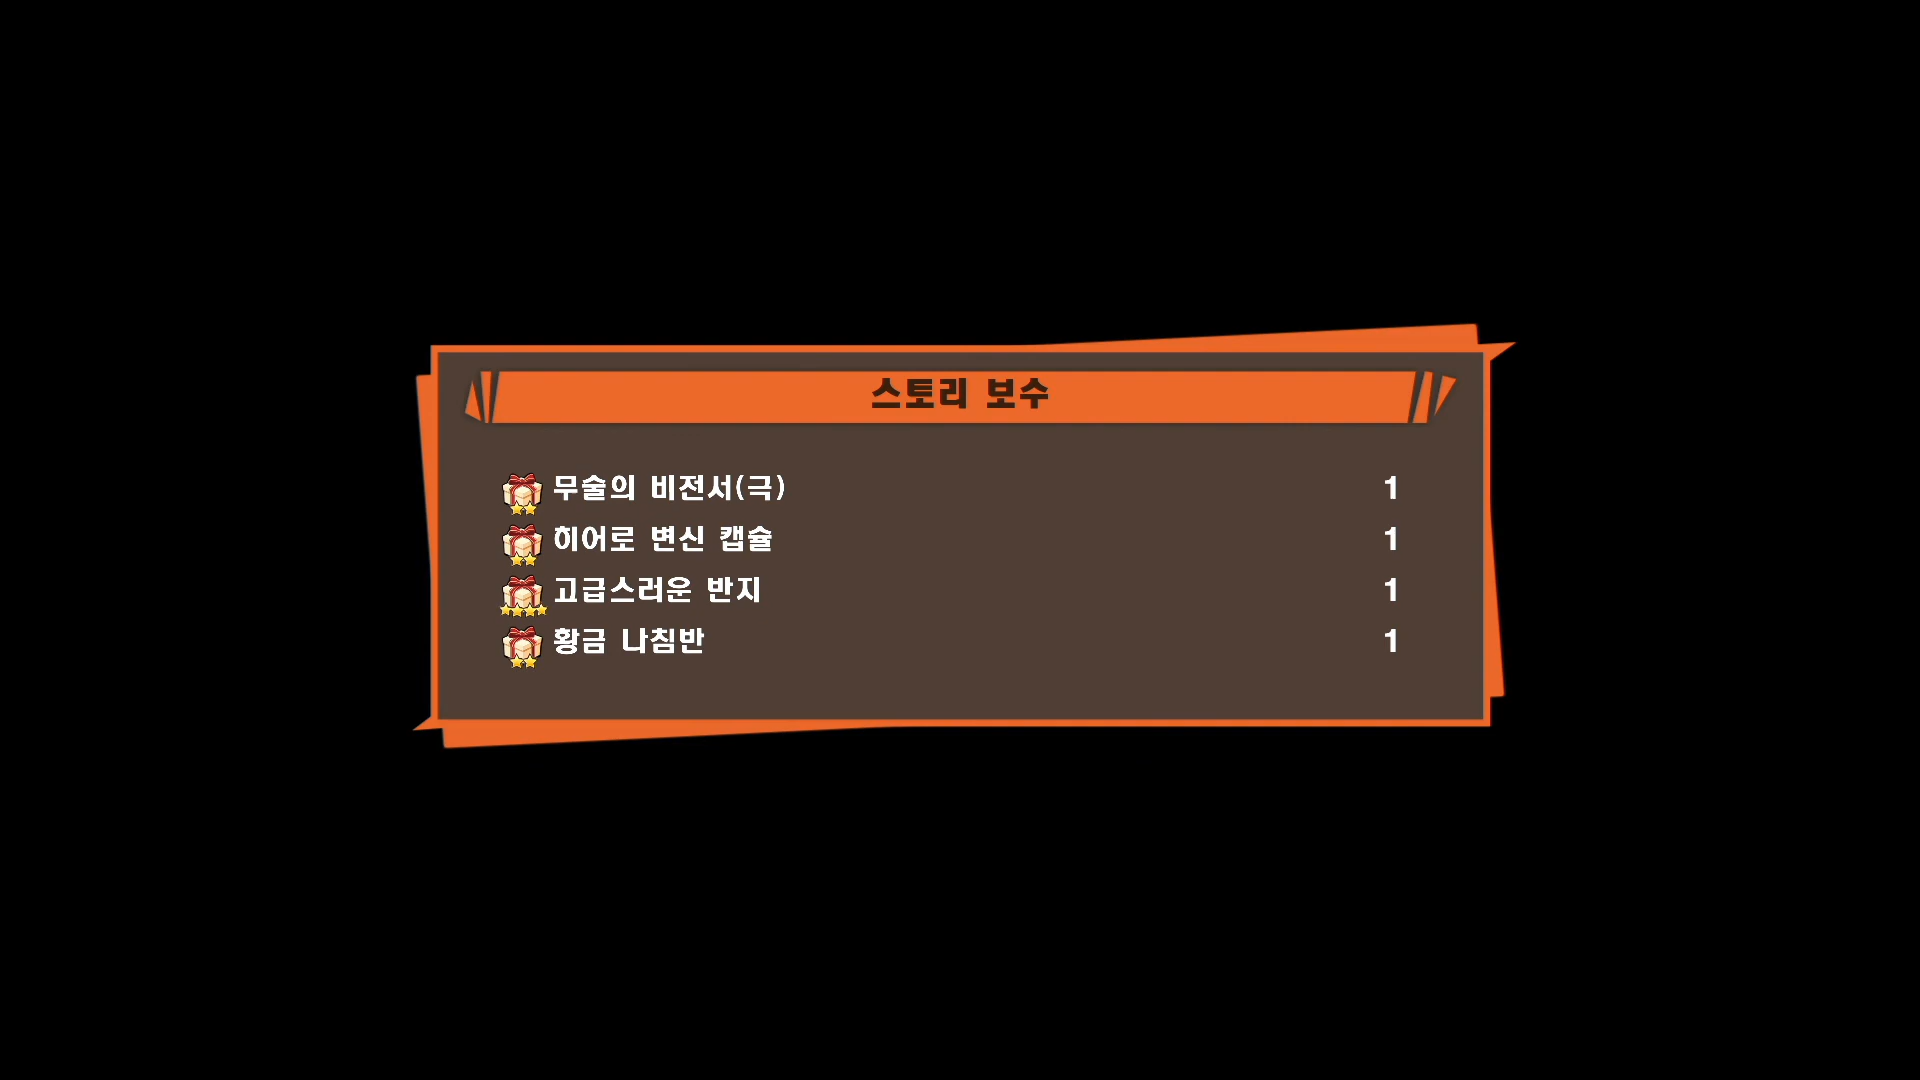 스토리 보수
무술의 비전서(극) 1
히어로 변신 캡슐 1
고급스러운 반지 1
황금 나침반 1